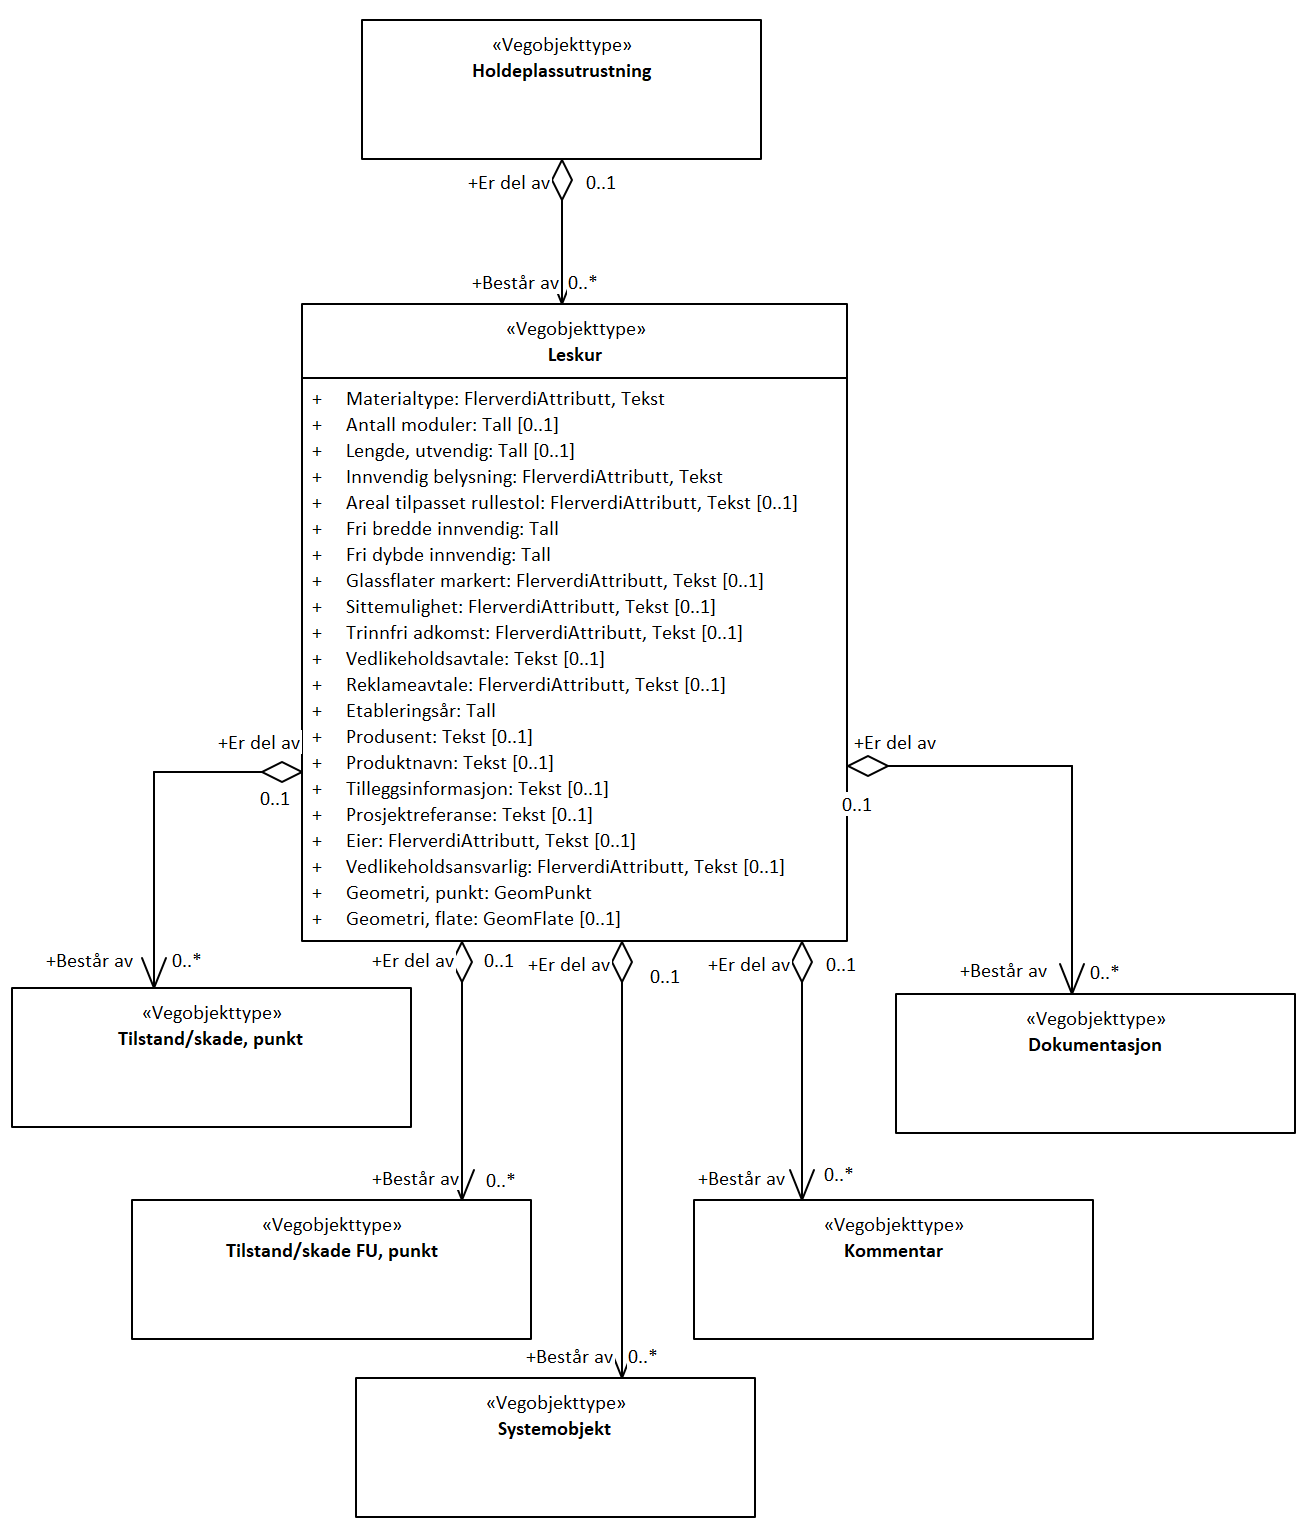 «Vegobjekttype»
Holdeplassutrustning
+Er del av 0..1
+Består av 0..*
«Vegobjekttype»
Leskur
+ Materialtype: FlerverdiAttributt, Tekst
+ Antall moduler: Tall [0..1]
+ Lengde, utvendig: Tall [0..1]
+ Innvendig belysning: FlerverdiAttributt, Tekst
+ Areal tilpasset rullestol: FlerverdiAttributt, Tekst [0..1]
+ Fri bredde innvendig: Tall
+ Fri dybde innvendig: Tall
+ Glassflater markert: FlerverdiAttributt, Tekst [0..1]
+ Sittemulighet: FlerverdiAttributt, Tekst [0..1]
+ Trinnfri adkomst: FlerverdiAttributt, Tekst [0..1]
+ Vedlikeholdsavtale: Tekst [0..1]
+ Reklameavtale: FlerverdiAttributt, Tekst [0..1]
+ Etableringsår: Tall
+ Produsent: Tekst [0..1]
+ Produktnavn: Tekst [0..1]
+ Tilleggsinformasjon: Tekst [0..1]
+ Prosjektreferanse: Tekst [0..1]
+ Eier: FlerverdiAttributt, Tekst [0..1]
+ Vedlikeholdsansvarlig: FlerverdiAttributt, Tekst [0..1]
+ Geometri, punkt: GeomPunkt
+ Geometri, flate: GeomFlate [0..1]
+Er del av
0..1
+Består av 0..*
«Vegobjekttype»
Tilstand/skade, punkt
+Er del av 0..1
+Består av 0..*
«Vegobjekttype»
Tilstand/skade FU, punkt
+Er del av
0..1
+Består av 0..*
«Vegobjekttype»
Systemobjekt
+Er del av 0..1
+Består av 0..*
«Vegobjekttype»
Kommentar
+Er del av
0..1
+Består av 0..*
«Vegobjekttype»
Dokumentasjon